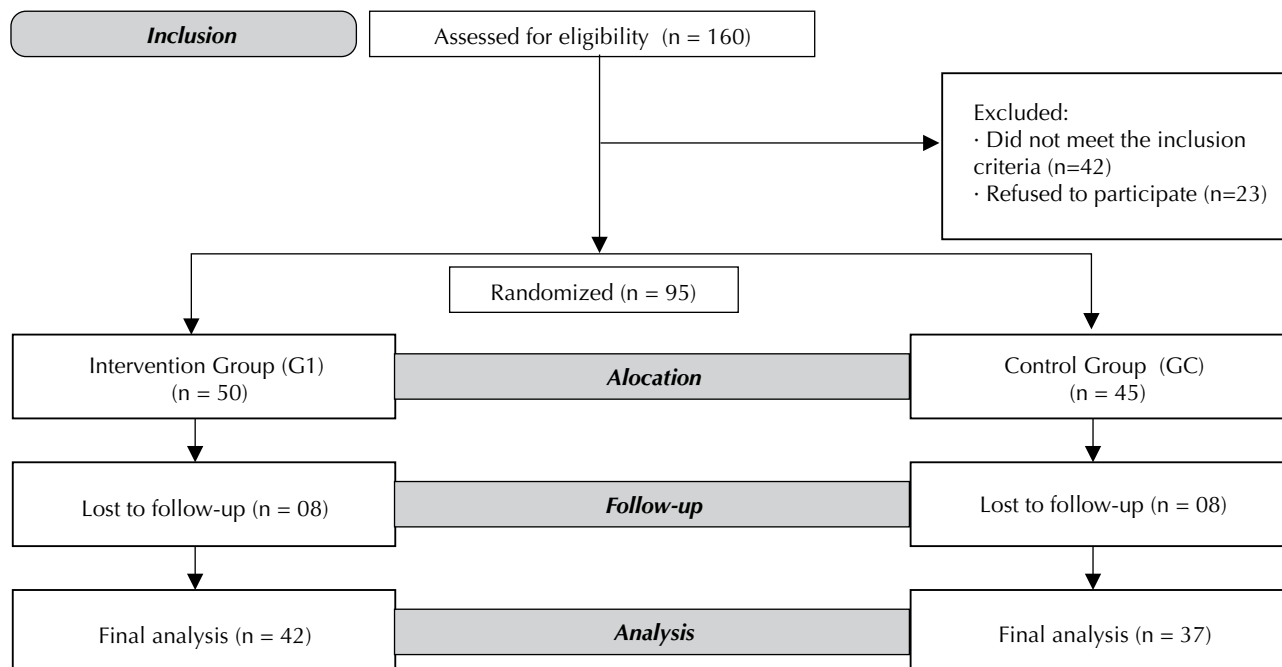 Inclusion
Assessed for eligibility (n = 160)
Excluded:
· Did not meet the inclusion
criteria (n=42)
· Refused to participate (n=23)
Randomized (n = 95)
Intervention Group (G1)
(n = 50)
Alocation
Control Group (GC)
(n = 45)
Lost to follow-up (n = 08)
Follow-up
Lost to follow-up (n = 08)
Final analysis (n = 42)
Analysis
Final analysis (n = 37)